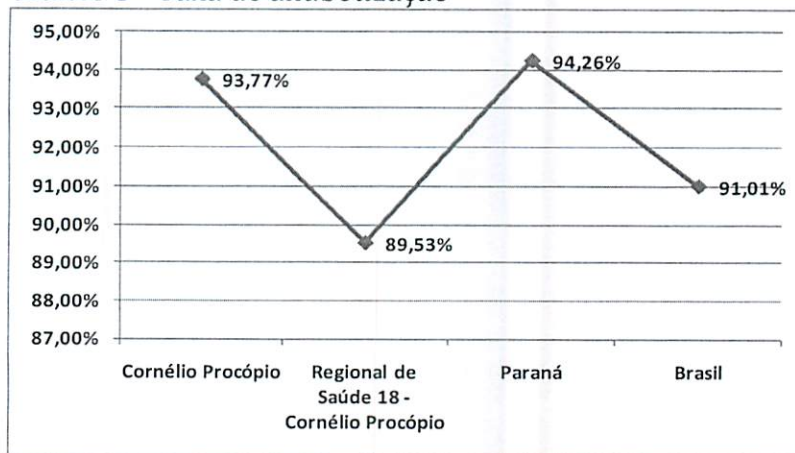 95,00%
94,00%
93,00%
92,00%
91,00%
90,00%
89,00%
88,00%
87,00%
93,77%
89,53%
94,26%
91,01%
Cornélio Procópio
Regional de
Saúde 18 -
Cornélio Procópio
Paraná
Brasil